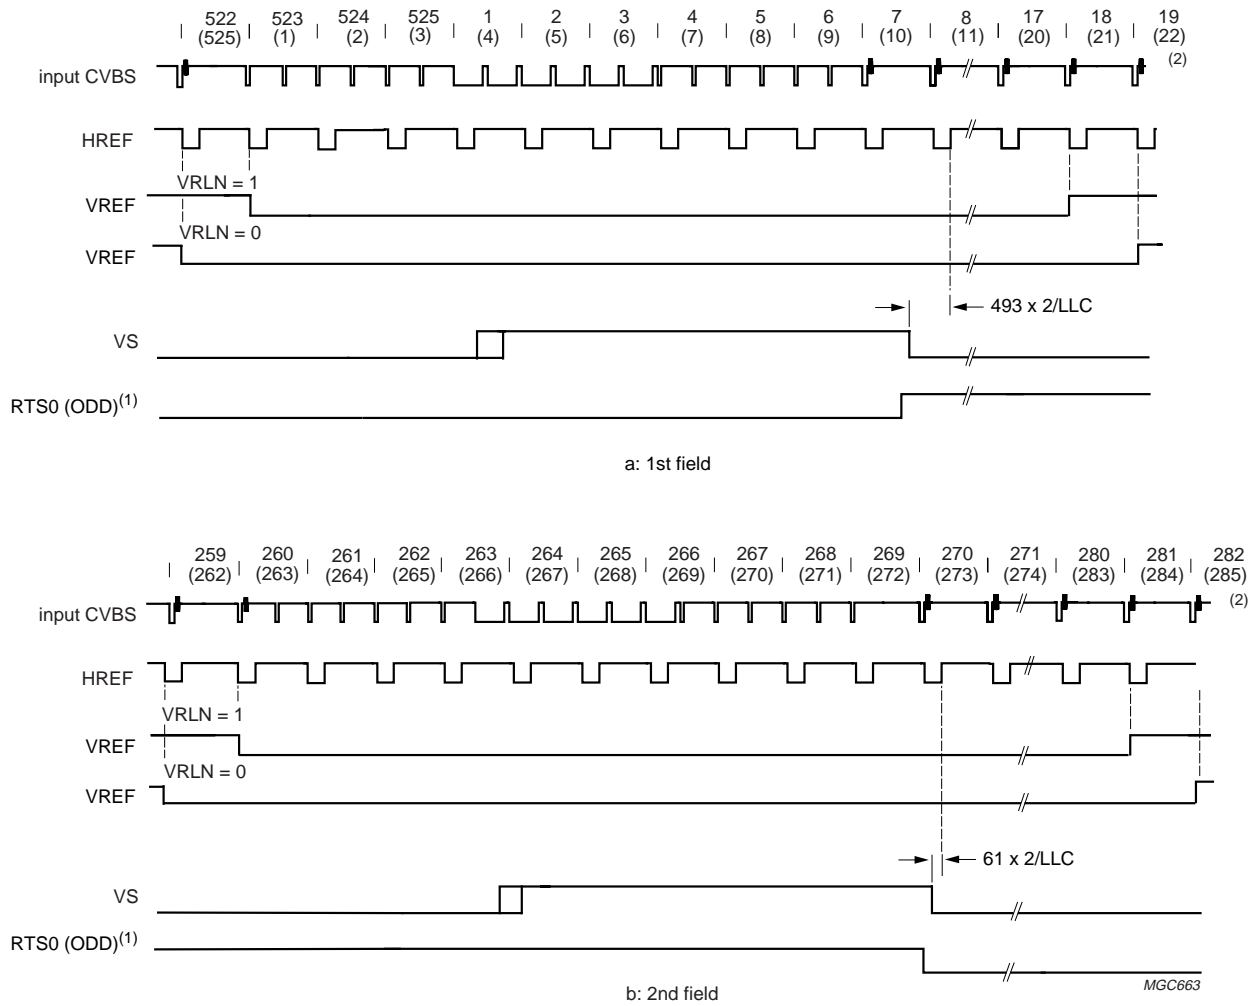 522 523 524 525 1 2 3 4 5 6 7 8 17 18 19
(525) (1) (2) (3) (4) (5) (6) (7) (8) (9) (10) (11) (20) (21) (22)
input CVBS (2)
HREF
VRLN = 1
VREF
VRLN = 0
VREF
493 x 2/LLC
VS
RTS0 (ODD)(1)
a: 1st field
259 260 261 262 263 264 265 266 267 268 269 270 271 280 281 282
(262) (263) (264) (265) (266) (267) (268) (269) (270) (271) (272) (273) (274) (283) (284) (285)
input CVBS (2)
HREF
VRLN = 1
VREF
VRLN = 0
VREF
61 x 2/LLC
VS
RTS0 (ODD)(1)
MGC663
b: 2nd field